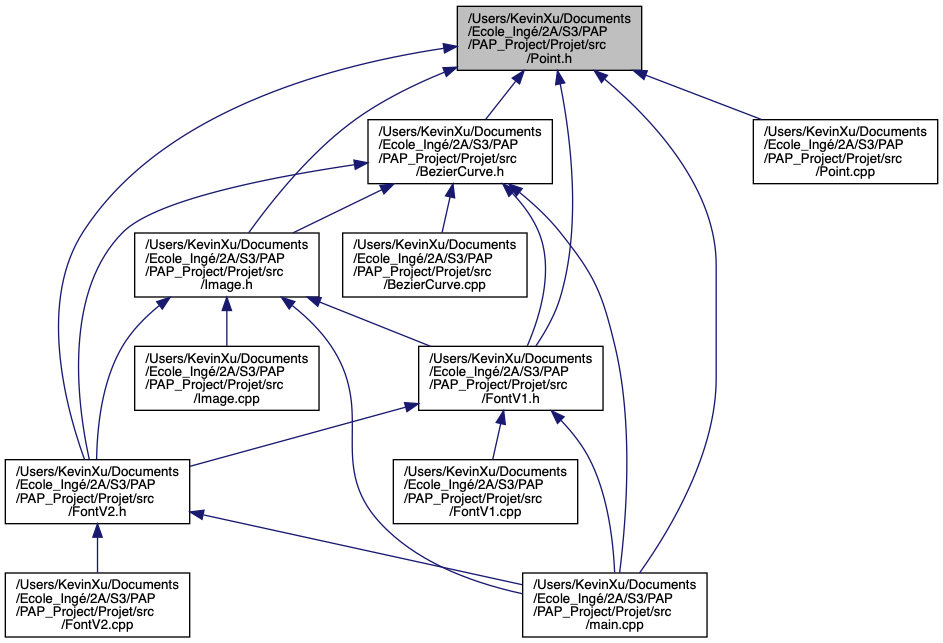 /Users/KevinXu/Documents
/Ecole_Ingé/2A/S3/PAP
/PAP_Project/Projet/src
/Point.h
/Users/KevinXu/Documents
/Ecole_Ingé/2A/S3/PAP
/PAP_Project/Projet/src
/BezierCurve.h
/Users/KevinXu/Documents
/Ecole_Ingé/2A/S3/PAP
/PAP_Project/Projet/src
/Point.cpp
/Users/KevinXu/Documents
/Ecole_Ingé/2A/S3/PAP
/PAP_Project/Projet/src
/Image.h
/Users/KevinXu/Documents
/Ecole_Ingé/2A/S3/PAP
/PAP_Project/Projet/src
/BezierCurve.cpp
/Users/KevinXu/Documents
/Ecole_Ingé/2A/S3/PAP
/PAP_Project/Projet/src
/Image.cpp
/Users/KevinXu/Documents
/Ecole_Ingé/2A/S3/PAP
/PAP_Project/Projet/src
/FontV1.h
/Users/KevinXu/Documents
/Ecole_Ingé/2A/S3/PAP
/PAP_Project/Projet/src
/FontV2.h
/Users/KevinXu/Documents
/Ecole_Ingé/2A/S3/PAP
/PAP_Project/Projet/src
/FontV1.cpp
/Users/KevinXu/Documents
/Ecole_Ingé/2A/S3/PAP
/PAP_Project/Projet/src
/FontV2.cpp
/Users/KevinXu/Documents
/Ecole_Ingé/2A/S3/PAP
/PAP_Project/Projet/src
/main.cpp